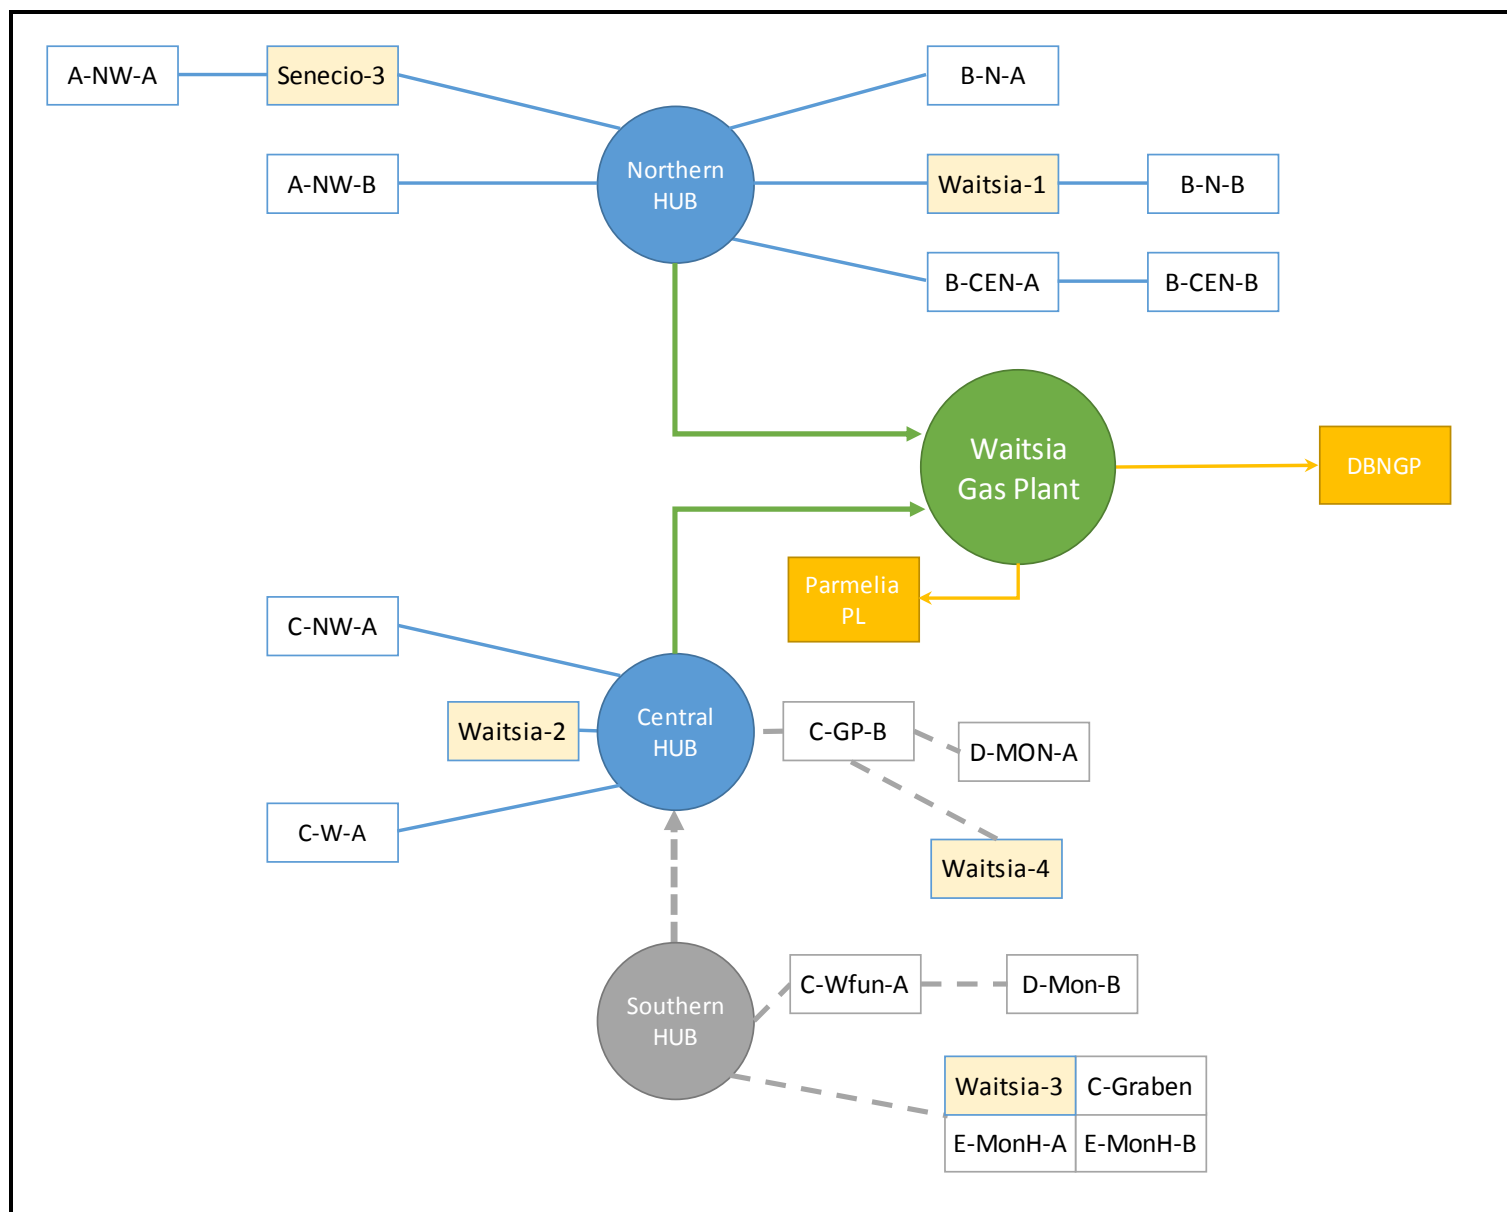 A-NW-A
Senecio-3
B-N-A
Northern
HUB
A-NW-B
Waitsia-1
B-N-B
B-CEN-A
B-CEN-B
Waitsia
Gas Plant
DBNGP
Parmelia
PL
C-NW-A
Waitsia-2
Central
HUB
C-GP-B
D-MON-A
C-W-A
Waitsia-4
Southern
HUB
C-Wfun-A
D-Mon-B
Waitsia-3
C-Graben
E-MonH-A
E-MonH-B